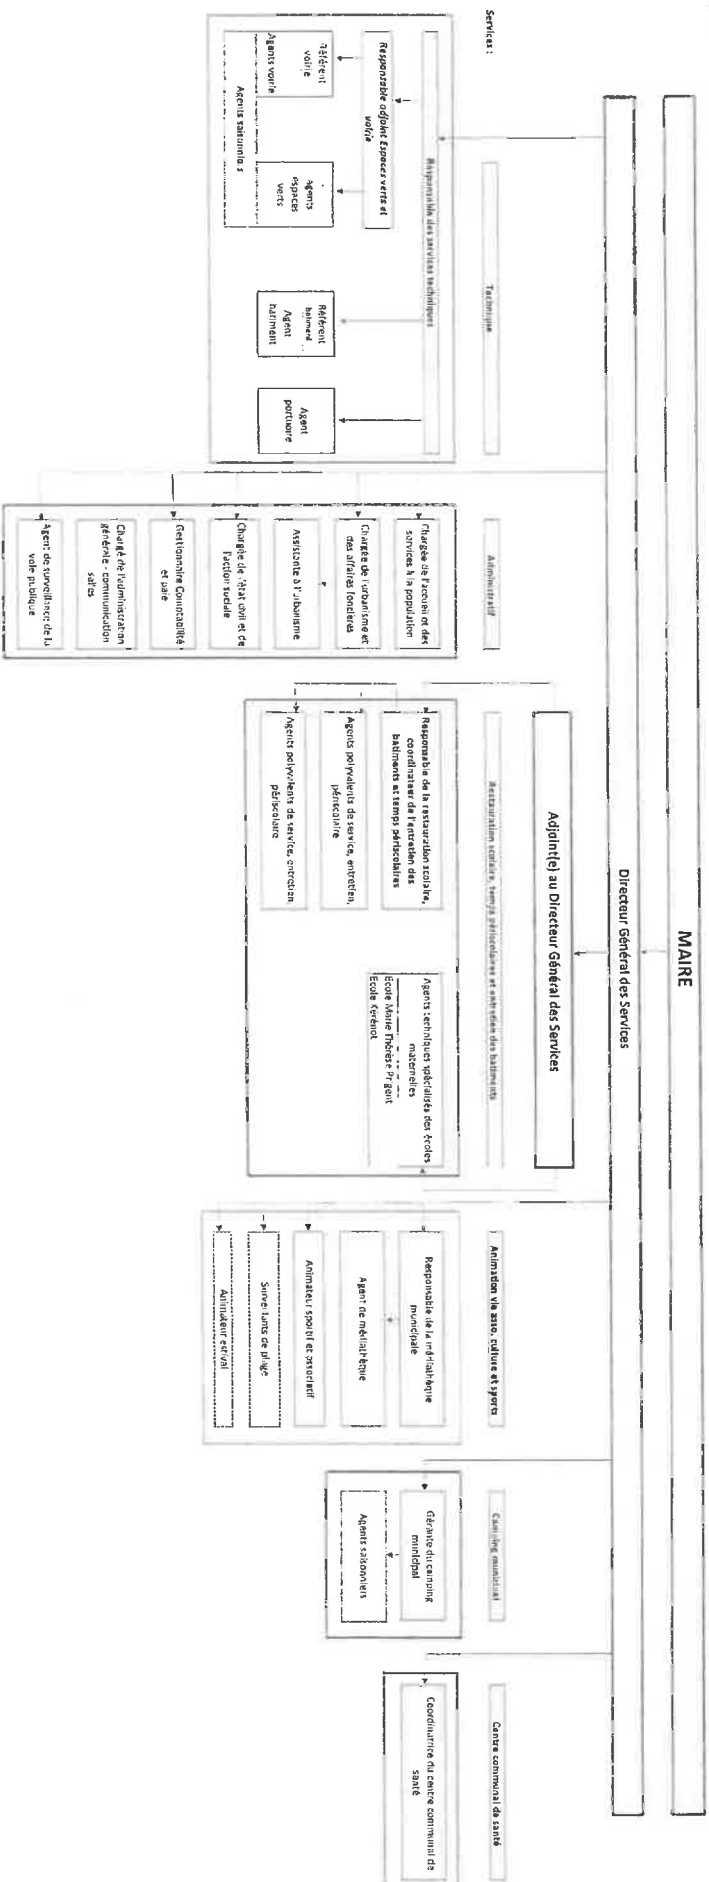 MAIRE
Directeur Général des Services
Adjoint(e) au Directeur Général des Services
Services :
Technique
Administratif
Restauration scolaire, temps périscolaires et entretien des batiments
Animation vie asso, culture et sports
Camping municipal
Centre communal de santé
Responsable des services techniques
Responsable adjoint Espaces verts et
voirie
Référent
voirie
Agents voirie
Agents
espaces
verts
Agents saisonniers
Référent
batiment
Agent
batiment
Agent
portuaire
Chargée de l'accueil et des
services à la population
Chargée de l'urbanisme et
des affaires foncières
Assistante à l'urbanisme
Chargée de l'état civil et de
l'action sociale
Gestionnaire Comptabilité
et paie
Chargé de l'administration
générale - communication
salles
Agent de surveillance de la
voie publique
Responsable de la restauration scolaire,
coordinateur de l'entretien des
batiments et temps périscolaires
Agents polyvalents de service, entretien,
périscolaire
Agents polyvalents de service, entretien,
périscolaire
Agents techniques spécialisés des écoles
maternelles
Ecole Marie Thérèse Prigent
Ecole Kérénot
Responsable de la médiathèque
municipale
Agent de médiathèque
Animateur sportif et associatif
Surveillants de plage
Animateur estival
Gérante du camping
municipal
Agents saisonniers
Coordinatrice du centre communal de
santé